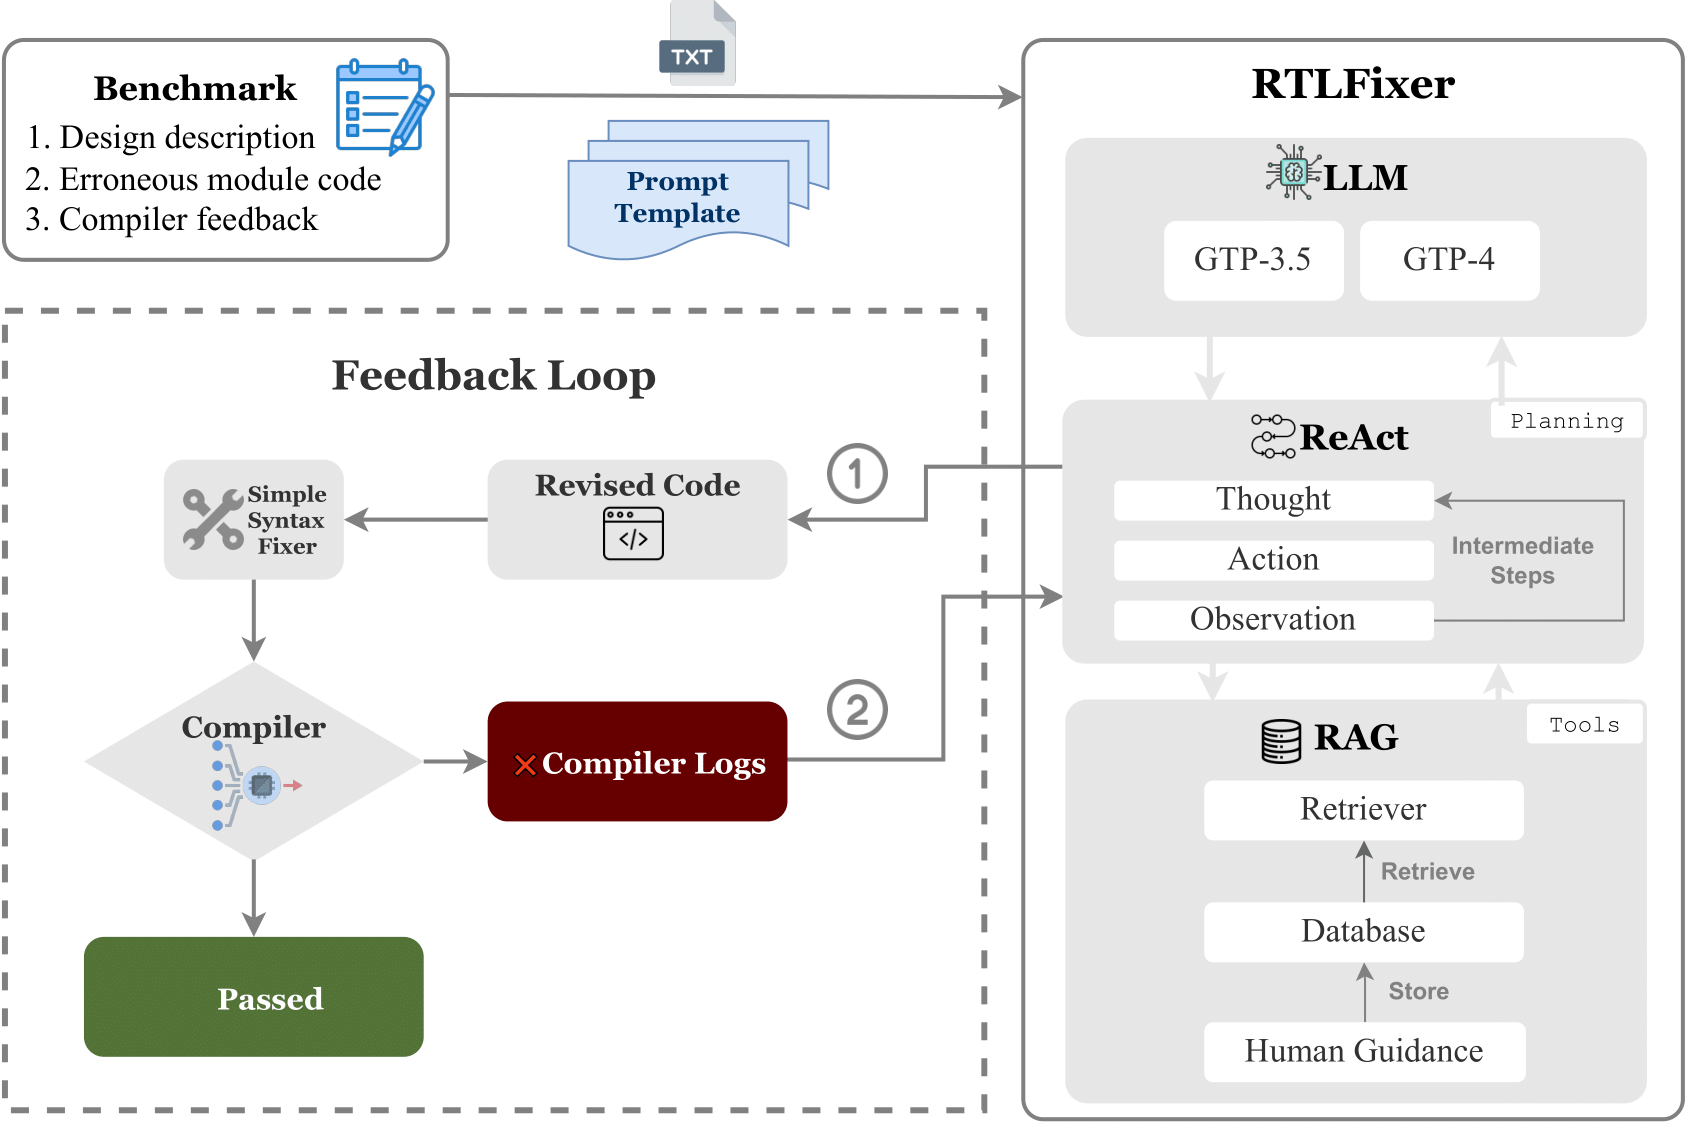 Benchmark
1. Design description
2. Erroneous module code
3. Compiler feedback
TXT
Prompt
Template
RTLFixer
LLM
GTP-3.5
GTP-4
Planning
ReAct
Thought
Action
Observation
Intermediate
Steps
Tools
RAG
Retriever
Retrieve
Database
Store
Human Guidance
Feedback Loop
1
Revised Code
</>
Simple
Syntax
Fixer
Compiler
2
Compiler Logs
Passed